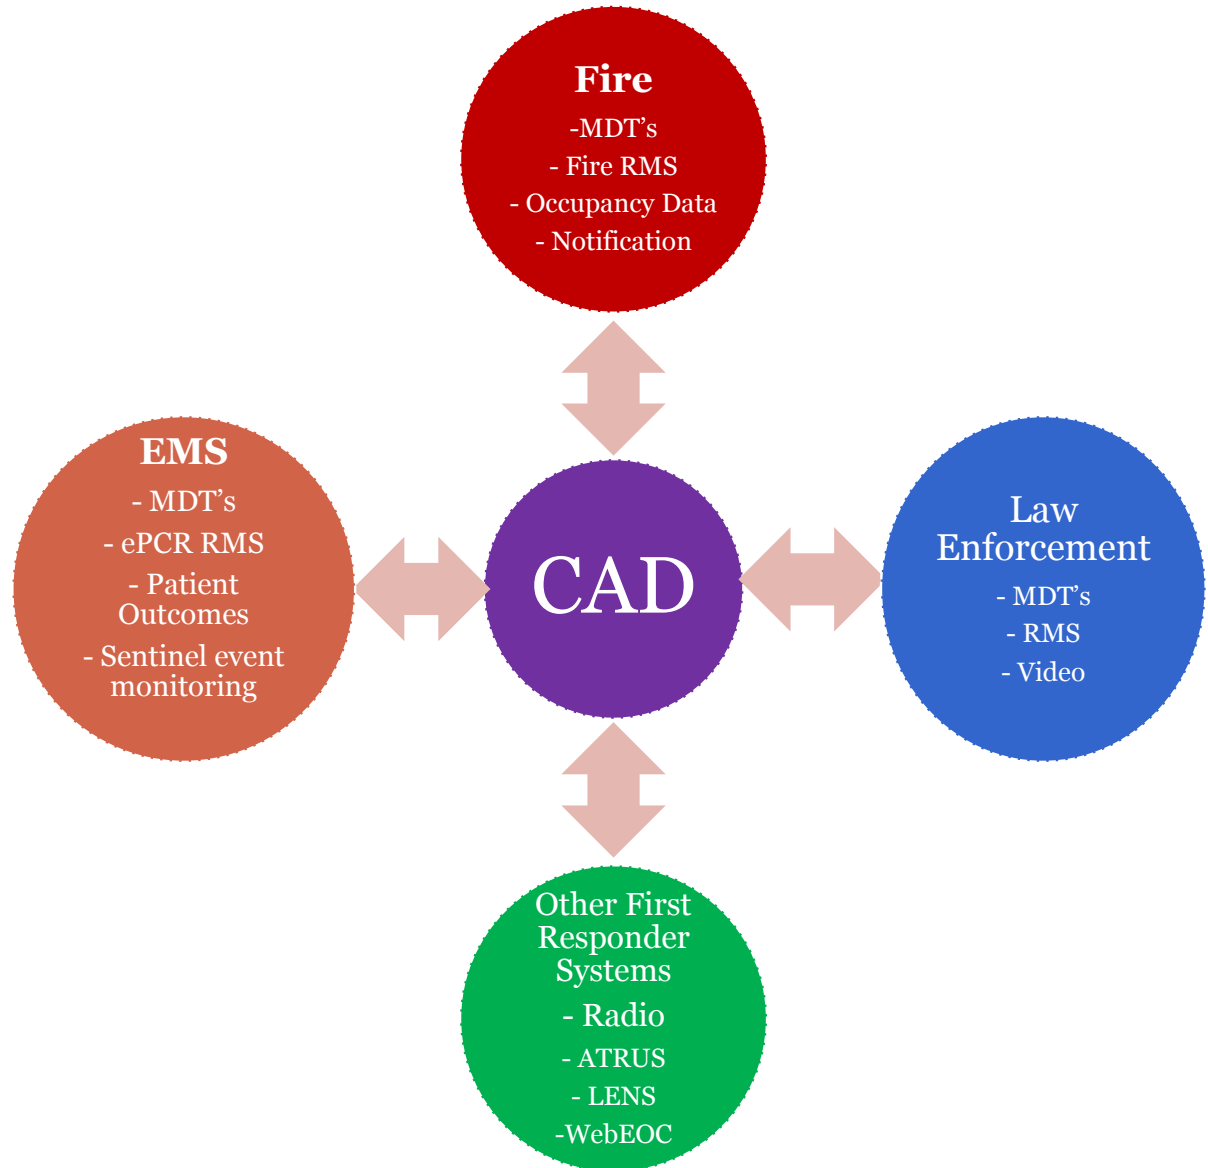 Fire
-MDT’s
- Fire RMS
- Occupancy Data
- Notification
EMS
- MDT’s
- ePCR RMS
- Patient
Outcomes
- Sentinel event
monitoring
CAD
Law
Enforcement
- MDT’s
- RMS
- Video
Other First
Responder
Systems
- Radio
- ATRUS
- LENS
-WebEOC